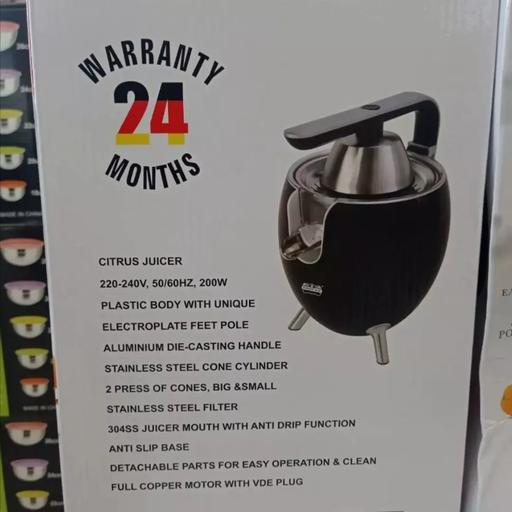 WARRANTY
24
MONTHS
CITRUS JUICER
220-240V, 50/60HZ, 200W
PLASTIC BODY WITH UNIQUE
ELECTROPLATE FEET POLE
ALUMINIUM DIE-CASTING HANDLE
STAINLESS STEEL CONE CYLINDER
2 PRESS OF CONES, BIG &SMALL
STAINLESS STEEL FILTER
304SS JUICER MOUTH WITH ANTI DRIP FUNCTION
ANTI SLIP BASE
DETACHABLE PARTS FOR EASY OPERATION & CLEAN
FULL COPPER MOTOR WITH VDE PLUG